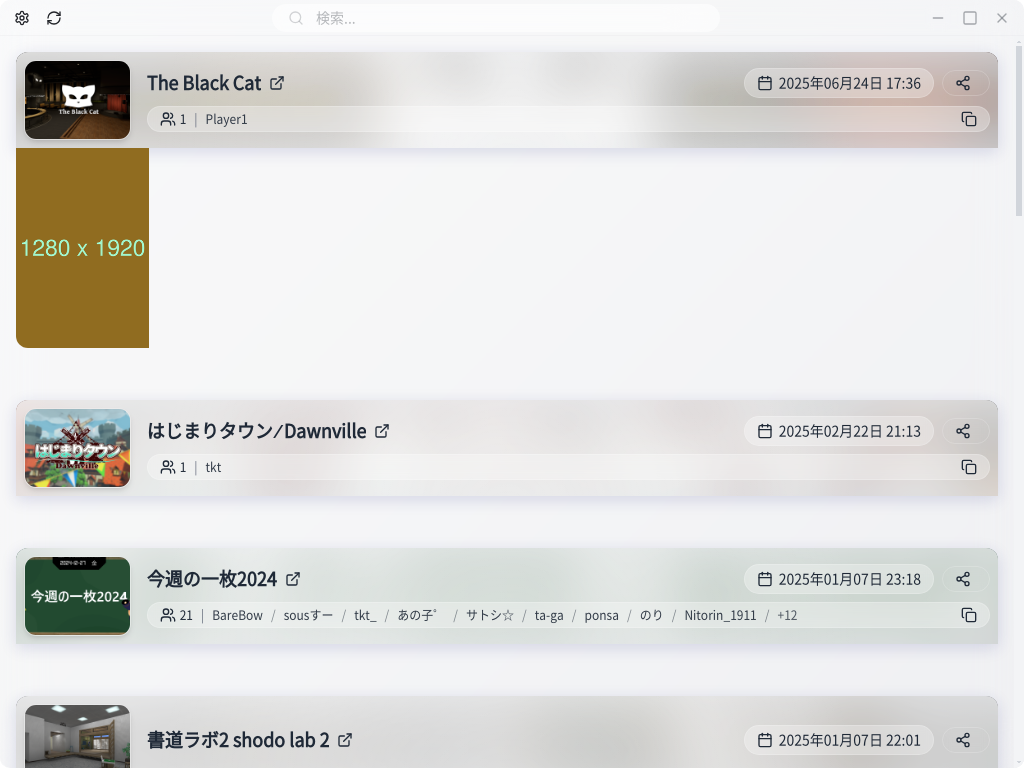 検索...
The Black Cat
2025年06月24日 17:36
The Black Cat
1 | Player1
1280 x 1920
はじまりタウン/Dawnville
2025年02月22日 21:13
はじまりタウン
DaWnville
1 | tkt
今週の一枚2024
2025年01月07日 23:18
今週の一枚2024
21 | BareBow / sousすー / tkt_ / あの子゜ / サトシ☆ / ta-ga / ponsa / のり / Nitorin_1911 / +12
書道ラボ2 shodo lab 2
2025年01月07日 22:01